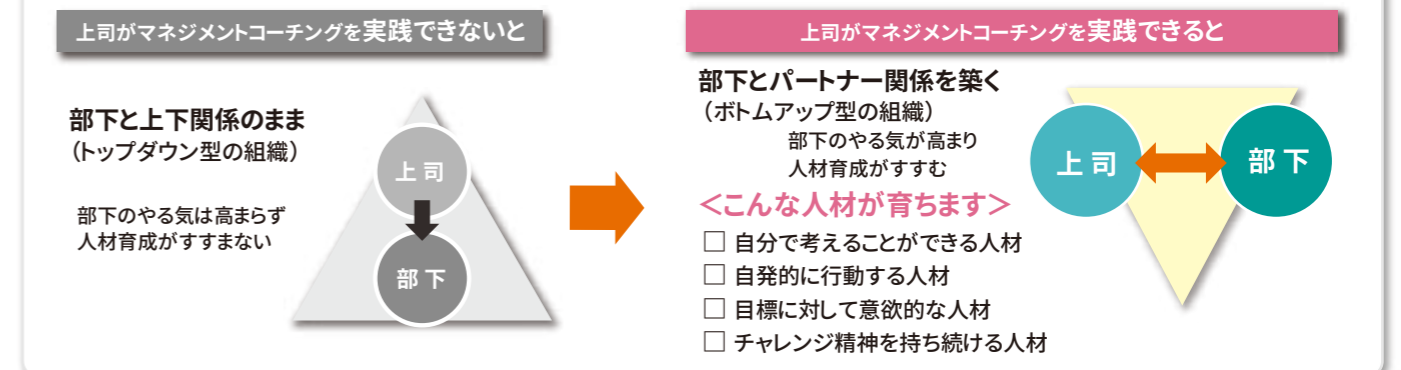 上司がマネジメントコーチングを実践できないと
部下と上下関係のまま
（トップダウン型の組織）
部下のやる気は高まらず
人材育成がすすまない
上司
部下
上司がマネジメントコーチングを実践できると
部下とパートナー関係を築く
（ボトムアップ型の組織）
部下のやる気が高まり
人材育成がすすむ
＜こんな人材が育ちます＞
□ 自分で考えることができる人材
□ 自発的に行動する人材
□ 目標に対して意欲的な人材
□ チャレンジ精神を持ち続ける人材
上司
部下